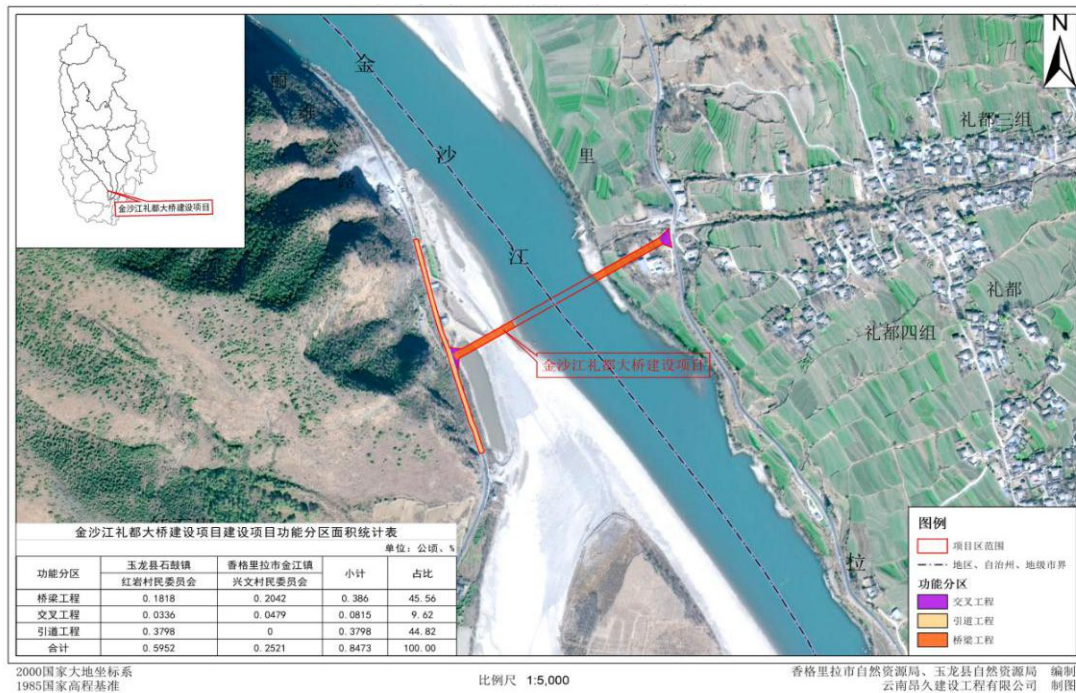 N
金沙江礼都大桥建设项目
金
沙
江
公
路
里
拉
礼都三组
礼都
礼都四组
金沙江礼都大桥建设项目
金沙江礼都大桥建设项目建设项目功能分区面积统计表
单位：公顷、%
功能分区 玉龙县石鼓镇 香格里拉市金江镇 小计 占比
红岩村民委员会 兴文村民委员会
桥梁工程 0.1818 0.2042 0.386 45.56
交叉工程 0.0336 0.0479 0.0815 9.62
引道工程 0.3798 0 0.3798 44.82
合计 0.5952 0.2521 0.8473 100.00
图例
项目区范围
地区、自治州、地级市界
功能分区
交叉工程
引道工程
桥梁工程
2000国家大地坐标系
1985国家高程基准
比例尺 1:5,000
香格里拉市自然资源局、玉龙县自然资源局 编制
云南昂久建设工程有限公司 制图